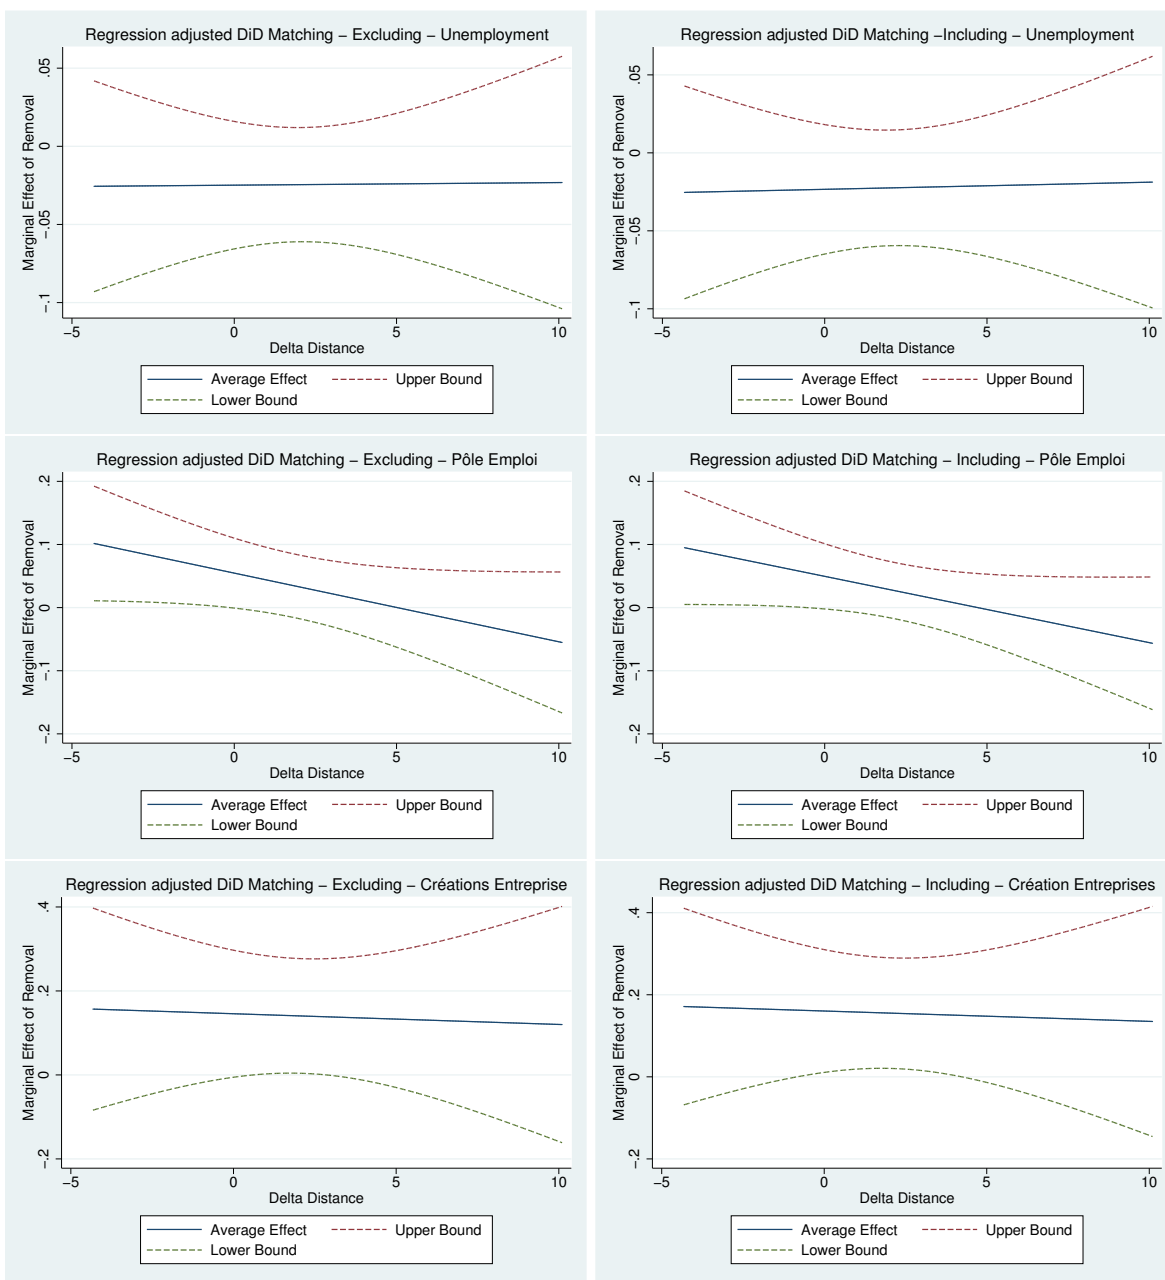 Regression adjusted DiD Matching − Excluding − Unemployment
Marginal Effect of Removal
.05
0
−.05
−.1
−5
0
5
10
Delta Distance
Average Effect
Upper Bound
Lower Bound
Regression adjusted DiD Matching −Including − Unemployment
Marginal Effect of Removal
.05
0
−.05
−.1
−5
0
5
10
Delta Distance
Average Effect
Upper Bound
Lower Bound
Regression adjusted DiD Matching − Excluding − Pôle Emploi
Marginal Effect of Removal
.2
.1
0
−.1
−.2
−5
0
5
10
Delta Distance
Average Effect
Upper Bound
Lower Bound
Regression adjusted DiD Matching − Including − Pôle Emploi
Marginal Effect of Removal
.2
.1
0
−.1
−.2
−5
0
5
10
Delta Distance
Average Effect
Upper Bound
Lower Bound
Regression adjusted DiD Matching − Excluding − Créations Entreprise
Marginal Effect of Removal
.4
.2
0
−.2
−5
0
5
10
Delta Distance
Average Effect
Upper Bound
Lower Bound
Regression adjusted DiD Matching − Including − Création Entreprises
Marginal Effect of Removal
.4
.2
0
−.2
−5
0
5
10
Delta Distance
Average Effect
Upper Bound
Lower Bound